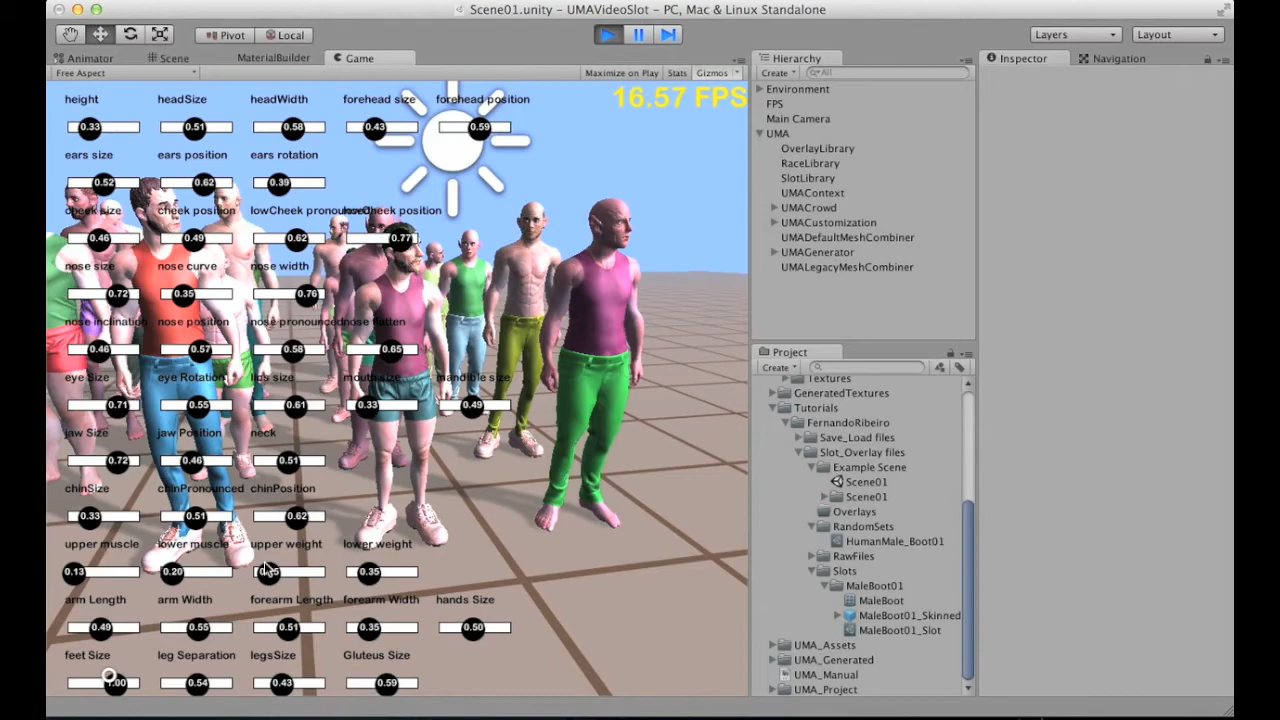 Scene01.unity - UMAVideoSlot - PC, Mac & Linux Standalone
Pivot Local Layers Layout
Animator Scene MaterialBuilder Game
Free Aspect Maximize on Play Stats Gizmos
16.57 FPS
height headSize headWidth forehead size forehead position
0.33 0.51 0.58 0.43 0.59
ears size ears position ears rotation
0.52 0.62 0.39
cheek size cheek position lowCheek pronounced lowCheek position
0.46 0.49 0.62 0.77
nose size nose curve nose width
0.72 0.35 0.76
nose inclination nose position nose pronounced nose flatten
0.46 0.57 0.58 0.65
eye Size eye Rotation lips size mouth size mandible size
0.71 0.55 0.61 0.33 0.49
jaw Size jaw Position neck
0.72 0.46 0.51
chinSize chinPronounced chinPosition
0.33 0.51 0.62
upper muscle lower muscle upper weight lower weight
0.13 0.20 0.35
arm Length arm Width forearm Length forearm Width hands Size
0.49 0.55 0.51 0.35 0.50
feet Size leg Separation legsSize Gluteus Size
1.00 0.54 0.43 0.59
Hierarchy
Create All
Environment
FPS
Main Camera
UMA
OverlayLibrary
RaceLibrary
SlotLibrary
UMAContext
UMACrowd
UMACustomization
UMADefaultMeshCombiner
UMAGenerator
UMALegacyMeshCombiner
Project
Create
Textures
GeneratedTextures
Tutorials
FernandoRibeiro
Save_Load files
Slot_Overlay files
Example Scene
Scene01
Scene01
Overlays
RandomSets
HumanMale_Boot01
RawFiles
Slots
MaleBoot01
MaleBoot
MaleBoot01_Skinned
MaleBoot01_Slot
UMA_Assets
UMA_Generated
UMA_Manual
UMA_Project
Inspector Navigation